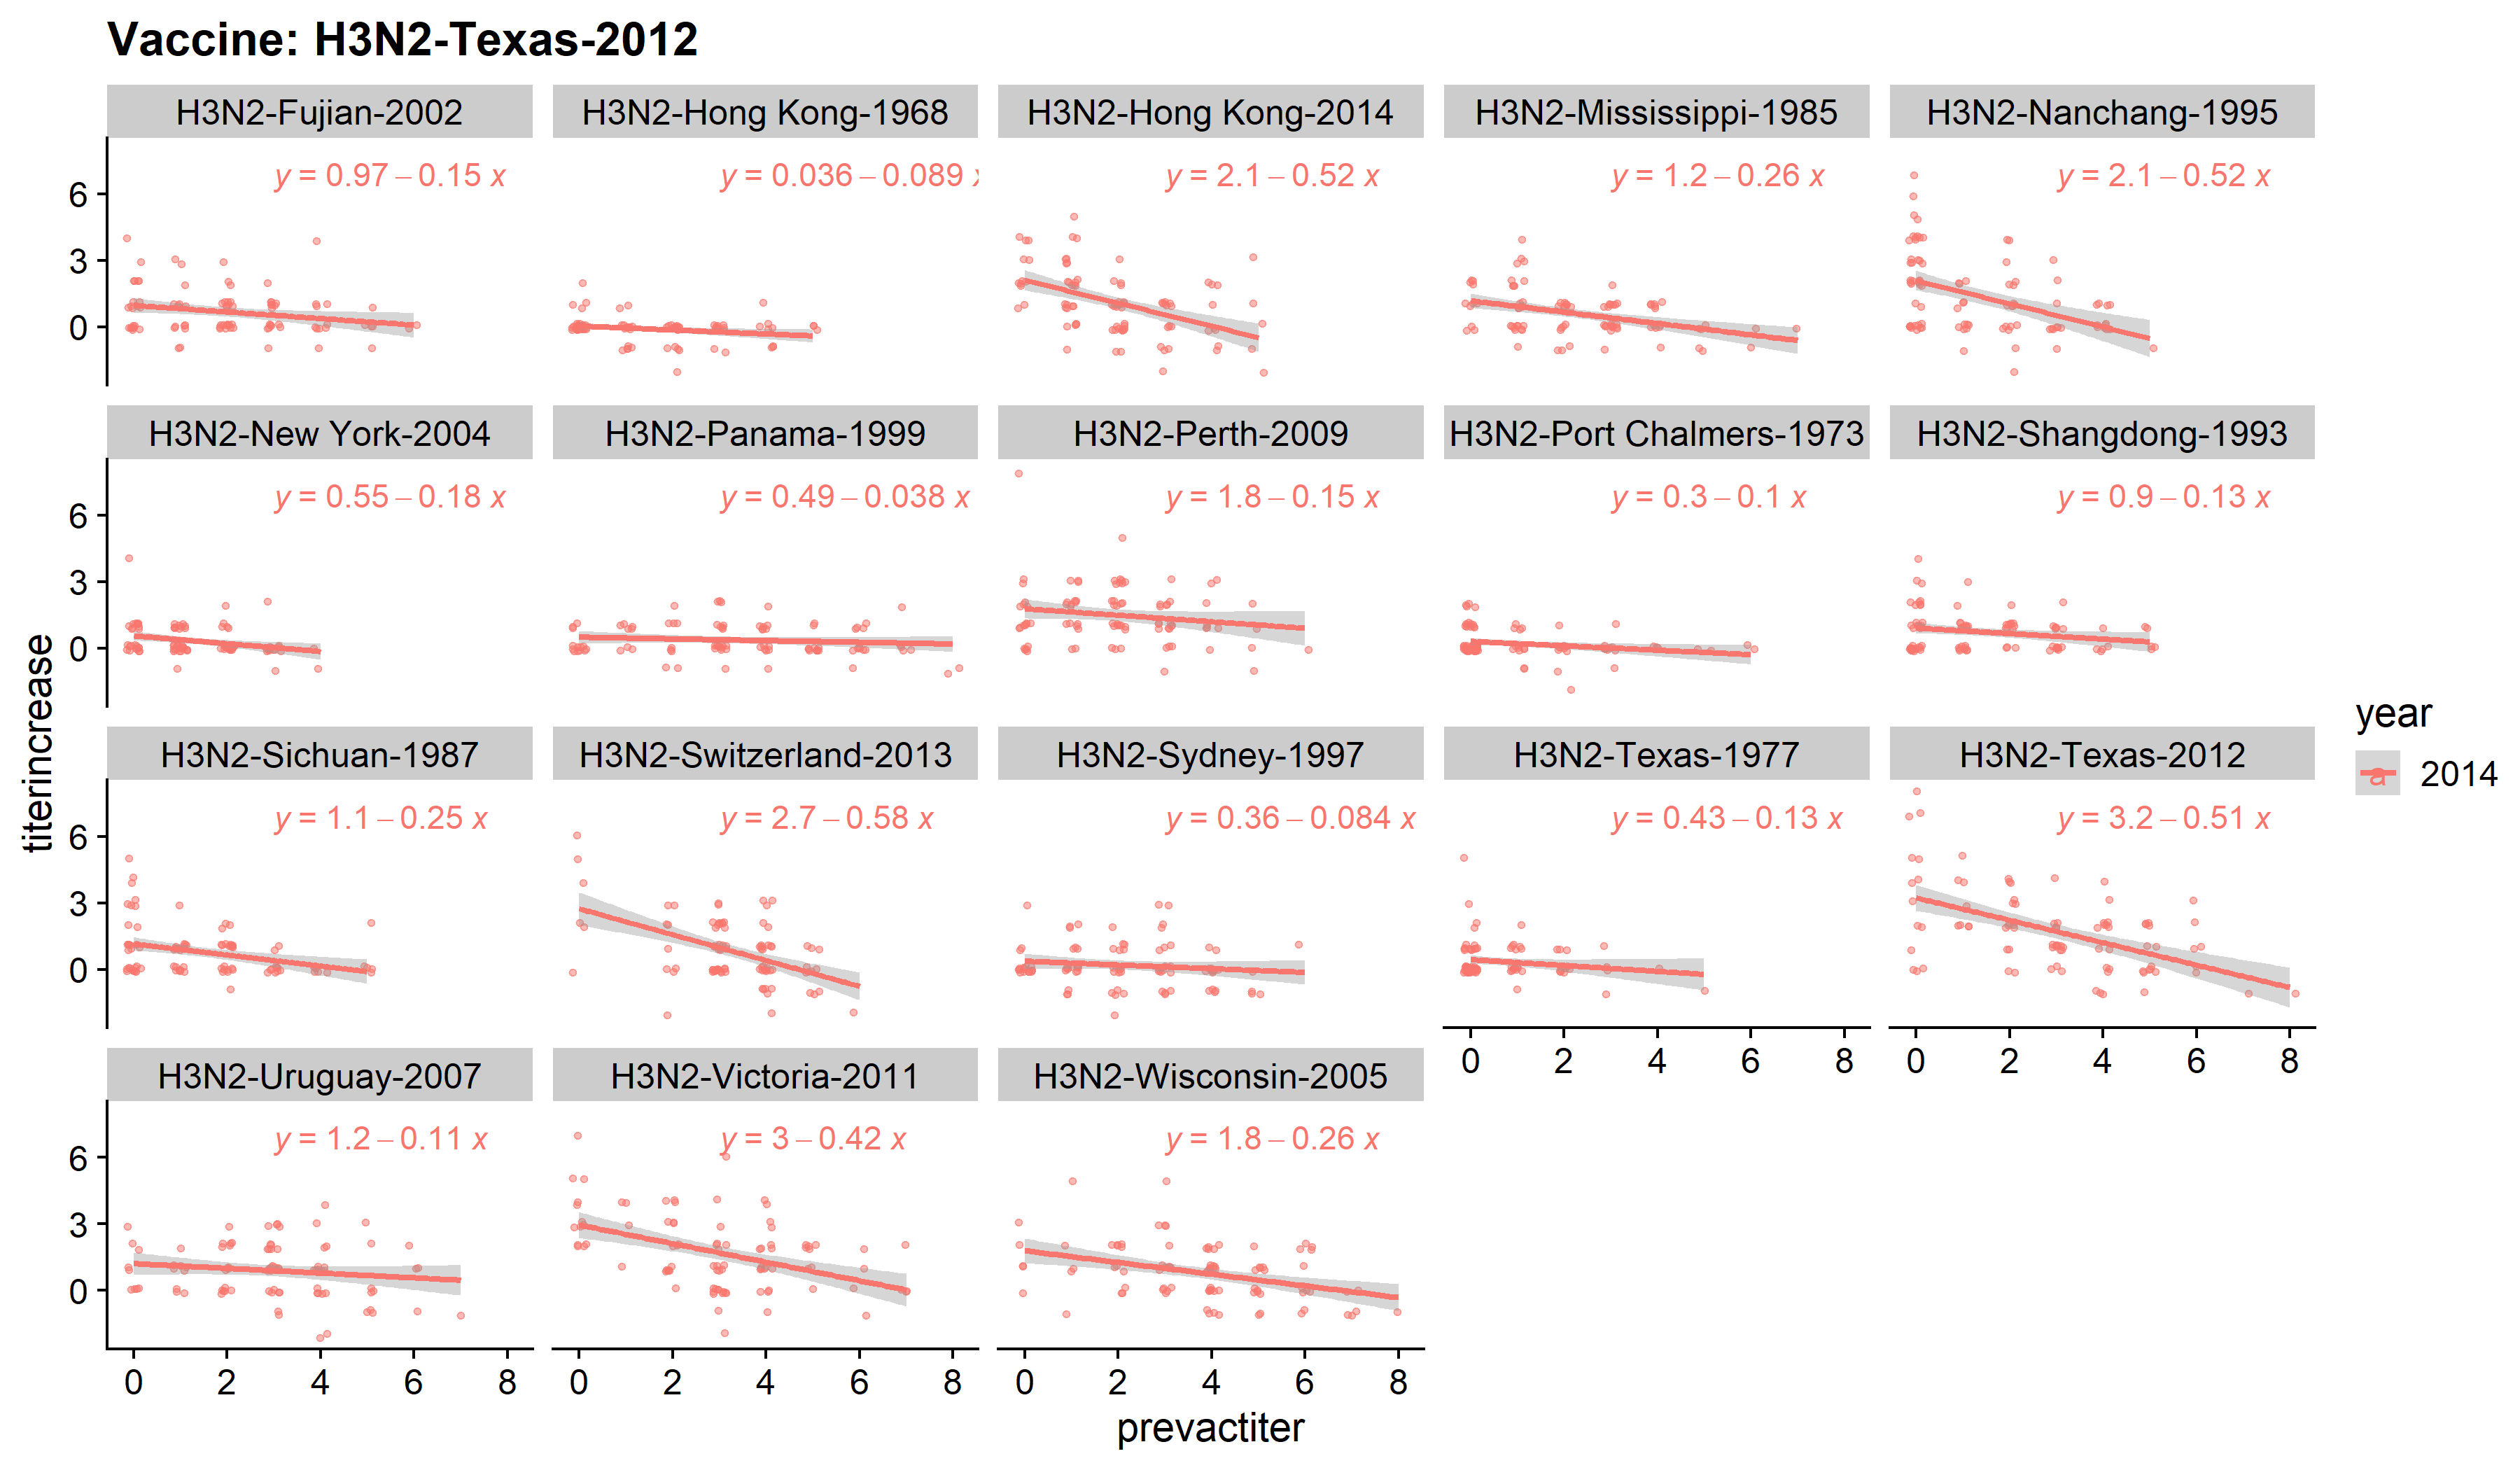 Vaccine: H3N2-Texas-2012
H3N2-Fujian-2002
H3N2-Hong Kong-1968
H3N2-Hong Kong-2014
H3N2-Mississippi-1985
H3N2-Nanchang-1995
y = 0.97 – 0.15 x
y = 0.036 – 0.089 x
y = 2.1 – 0.52 x
y = 1.2 – 0.26 x
y = 2.1 – 0.52 x
6
3
0
H3N2-New York-2004
H3N2-Panama-1999
H3N2-Perth-2009
H3N2-Port Chalmers-1973
H3N2-Shangdong-1993
y = 0.55 – 0.18 x
y = 0.49 – 0.038 x
y = 1.8 – 0.15 x
y = 0.3 – 0.1 x
y = 0.9 – 0.13 x
6
3
0
titerincrease
H3N2-Sichuan-1987
H3N2-Switzerland-2013
H3N2-Sydney-1997
H3N2-Texas-1977
H3N2-Texas-2012
y = 1.1 – 0.25 x
y = 2.7 – 0.58 x
y = 0.36 – 0.084 x
y = 0.43 – 0.13 x
y = 3.2 – 0.51 x
6
3
0
0 2 4 6 8
0 2 4 6 8
year
a 2014
H3N2-Uruguay-2007
H3N2-Victoria-2011
H3N2-Wisconsin-2005
y = 1.2 – 0.11 x
y = 3 – 0.42 x
y = 1.8 – 0.26 x
6
3
0
0 2 4 6 8
0 2 4 6 8
0 2 4 6 8
prevactiter